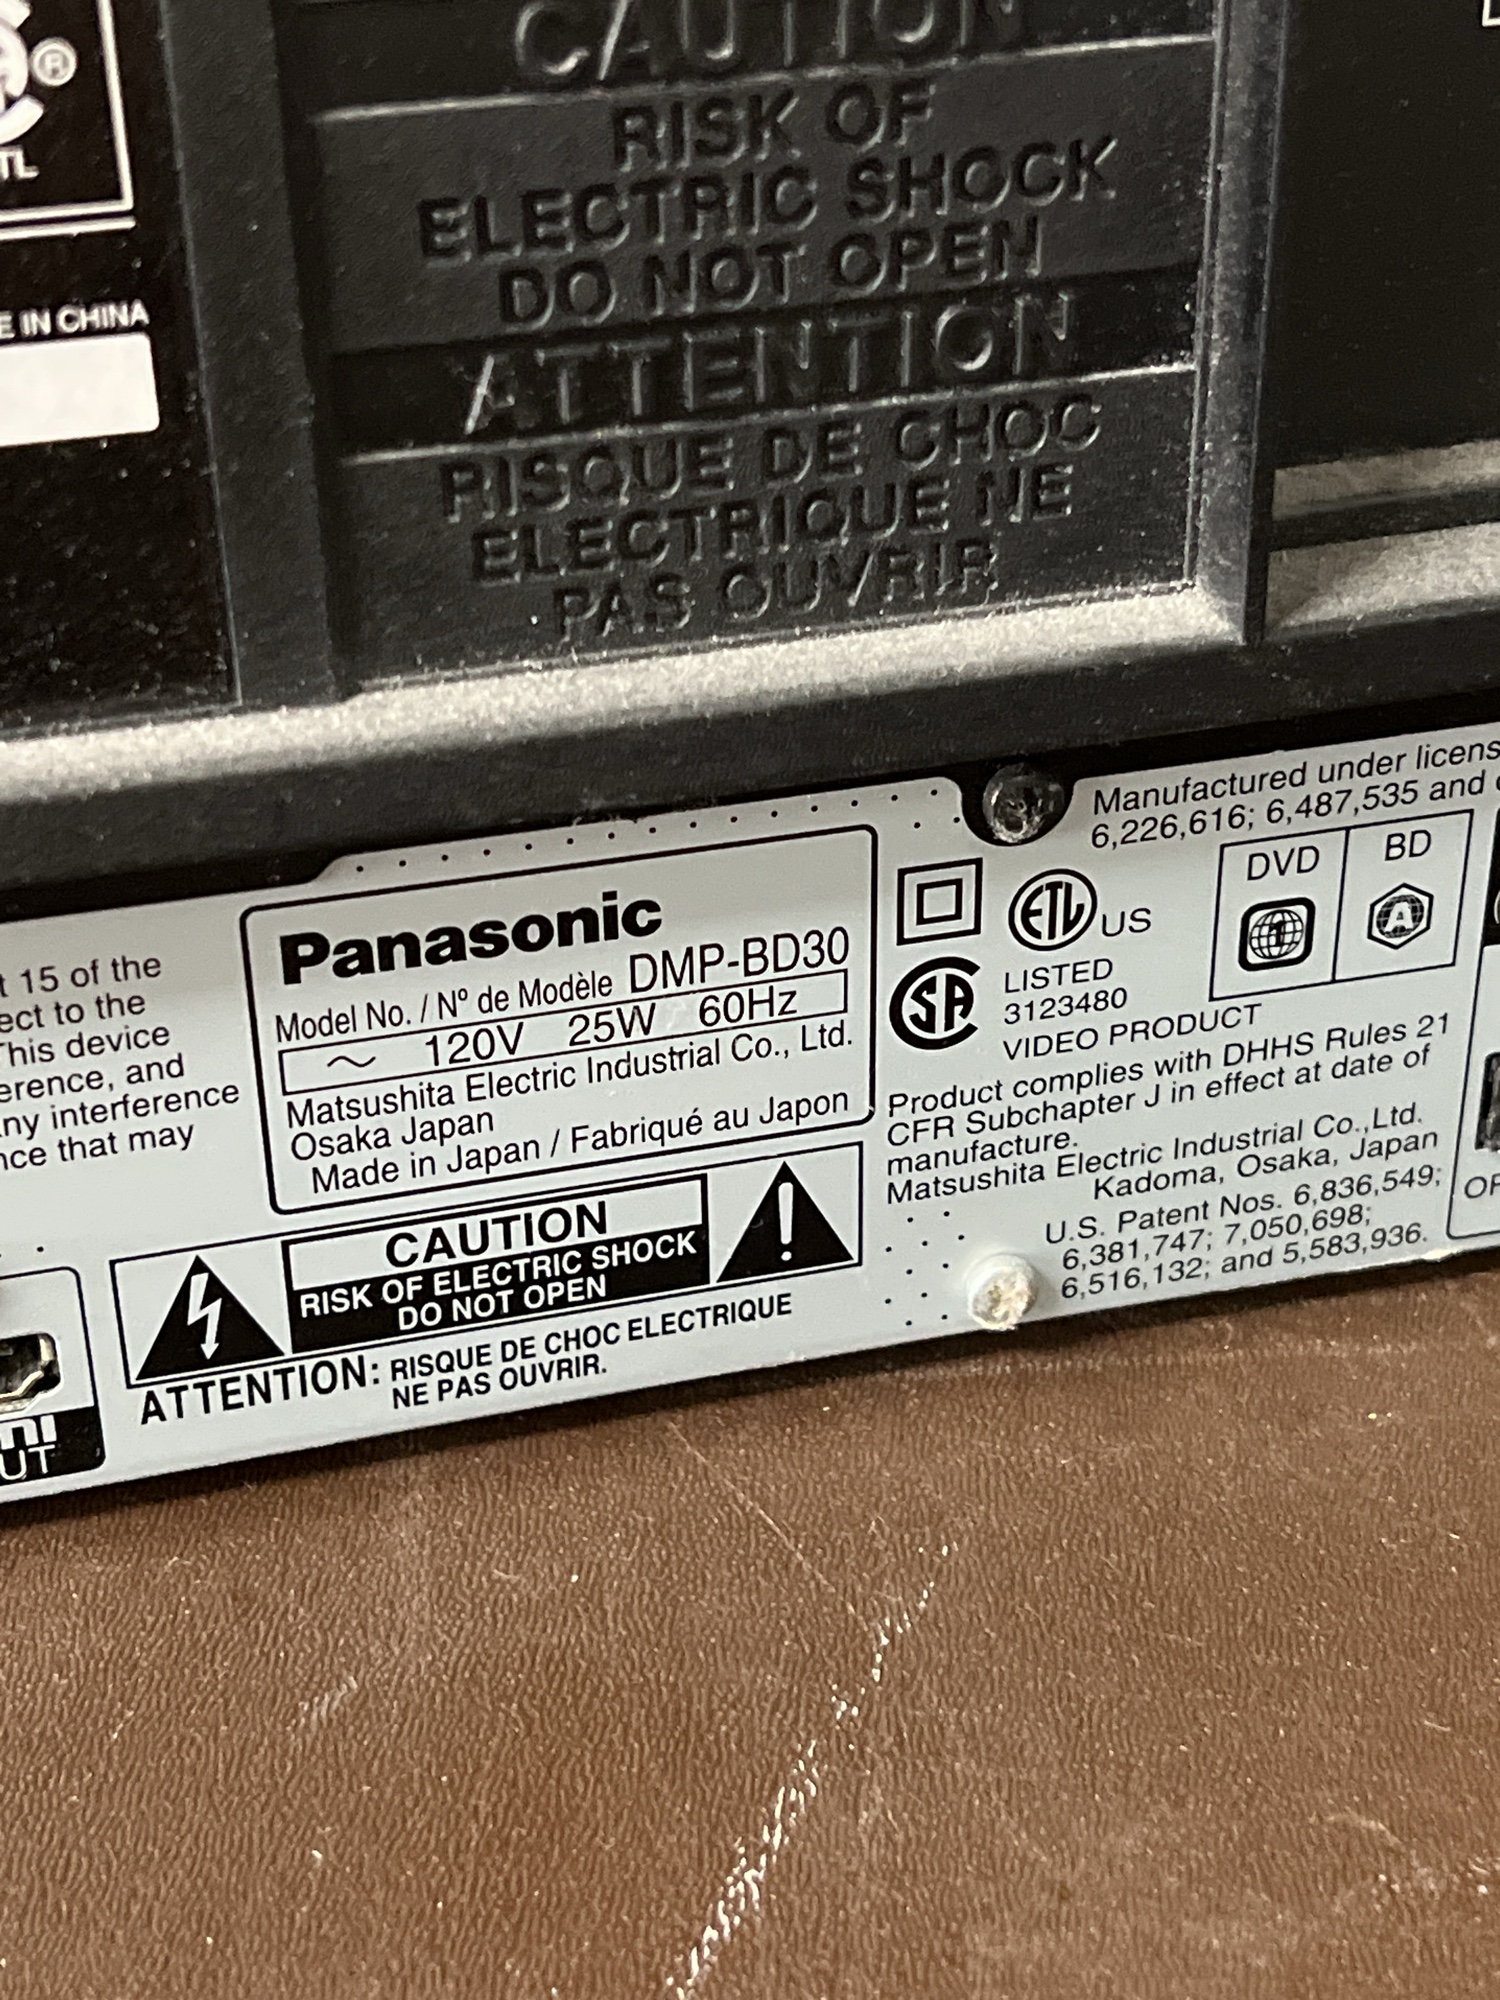 ®
TL
E IN CHINA
CAUTION
RISK OF
ELECTRIC SHOCK
DO NOT OPEN
ATTENTION
RISQUE DE CHOC
ELECTRIQUE NE
PAS OUVRIR
t 15 of the
ect to the
This device
erence, and
ny interference
nce that may
Panasonic
Model No. / Nº de Modèle DMP-BD30
~ 120V 25W 60Hz
Matsushita Electric Industrial Co., Ltd.
Osaka Japan
Made in Japan / Fabriqué au Japon
CAUTION
RISK OF ELECTRIC SHOCK
DO NOT OPEN
ATTENTION: RISQUE DE CHOC ELECTRIQUE
NE PAS OUVRIR.
UT
Manufactured under licens
6,226,616; 6,487,535 and
ETL US
SA
LISTED
3123480
VIDEO PRODUCT
DVD
1
BD
A
Product complies with DHHS Rules 21
CFR Subchapter J in effect at date of
manufacture.
Matsushita Electric Industrial Co.,Ltd.
Kadoma, Osaka, Japan
U.S. Patent Nos. 6,836,549;
6,381,747; 7,050,698;
6,516,132; and 5,583,936.
OP